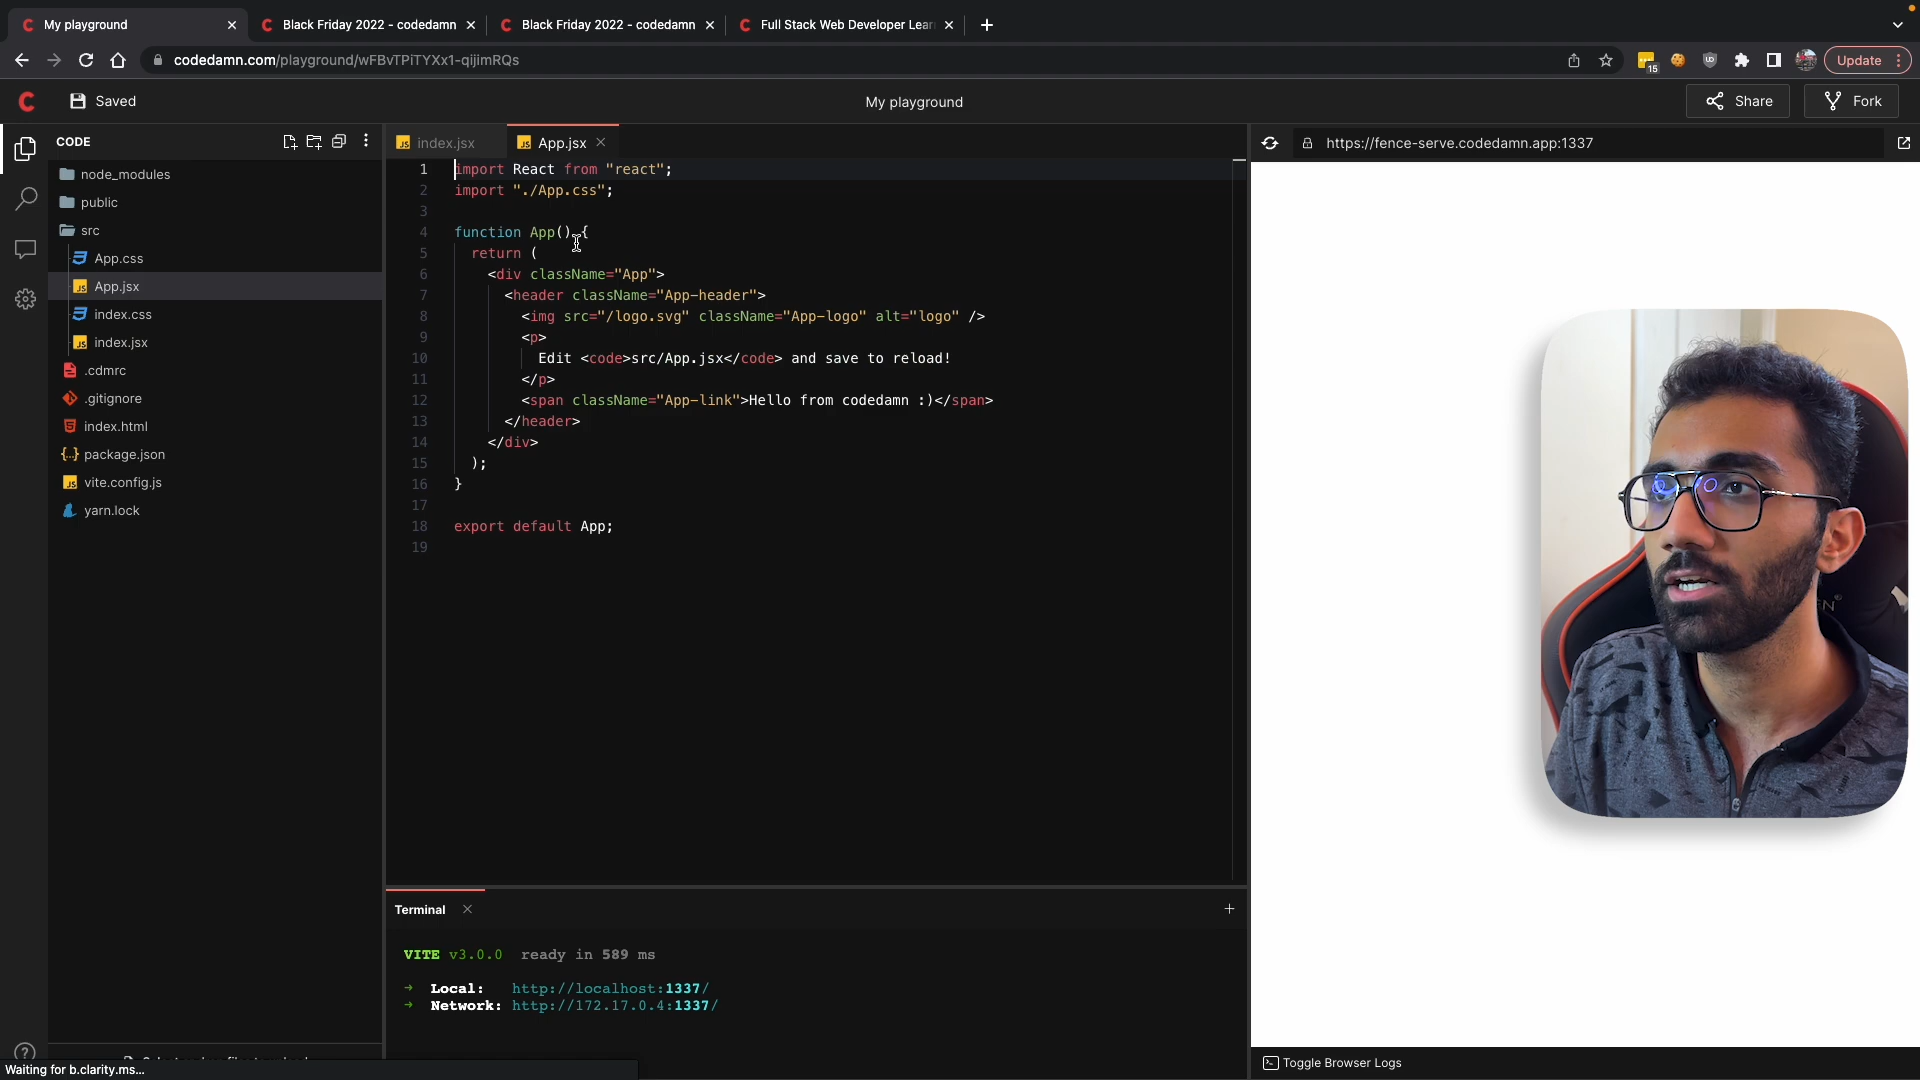 My playground
Black Friday 2022 - codedamn
Black Friday 2022 - codedamn
Full Stack Web Developer Lear
codedamn.com/playground/wFBvTPiTYXx1-qijimRQs
15
Update
Saved
My playground
Share
Fork
CODE
node_modules
public
src
App.css
App.jsx
index.css
index.jsx
.cdmrc
.gitignore
index.html
package.json
vite.config.js
yarn.lock
index.jsx
App.jsx
1 import React from "react";
2 import "./App.css";
3
4 function App() {
5 return (
6 <div className="App">
7 <header className="App-header">
8 <img src="/logo.svg" className="App-logo" alt="logo" />
9 <p>
10 Edit <code>src/App.jsx</code> and save to reload!
11 </p>
12 <span className="App-link">Hello from codedamn :)</span>
13 </header>
14 </div>
15 );
16 }
17
18 export default App;
19
https://fence-serve.codedamn.app:1337
Terminal
VITE v3.0.0 ready in 589 ms
➜ Local: http://localhost:1337/
➜ Network: http://172.17.0.4:1337/
Waiting for b.clarity.ms...
Toggle Browser Logs